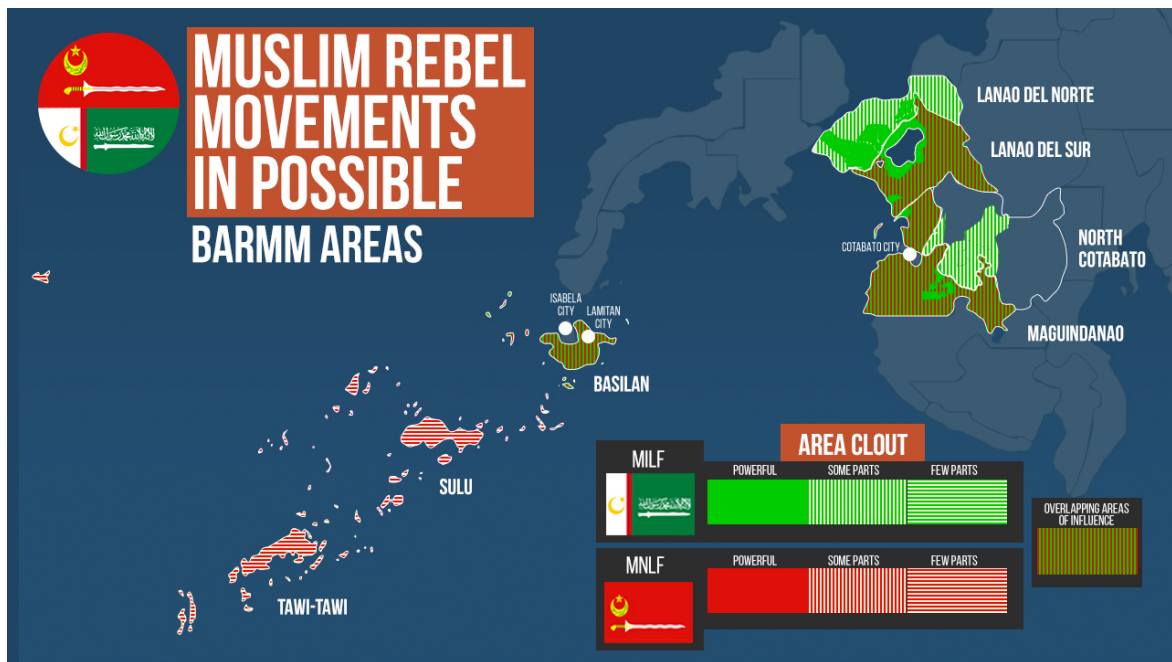 MUSLIM REBEL
MOVEMENTS
IN POSSIBLE
BARMM AREAS
LANAO DEL NORTE
LANAO DEL SUR
COTABATO CITY
NORTH
COTABATO
MAGUINDANAO
ISABELA
CITY
LAMITAN
CITY
BASILAN
SULU
TAWI-TAWI
AREA CLOUT
MILF
POWERFUL
SOME PARTS
FEW PARTS
MNLF
POWERFUL
SOME PARTS
FEW PARTS
OVERLAPPING AREAS
OF INFLUENCE